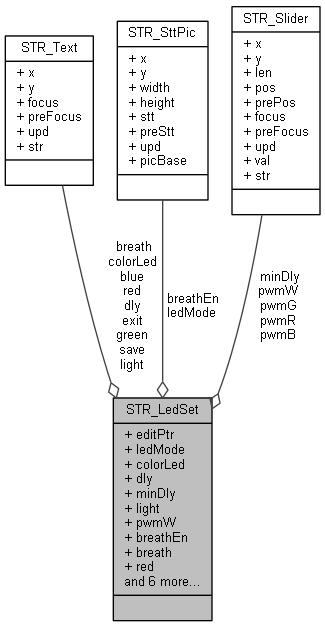 STR_Text
+ x
+ y
+ focus
+ preFocus
+ upd
+ str
STR_SttPic
+ x
+ y
+ width
+ height
+ stt
+ preStt
+ upd
+ picBase
STR_Slider
+ x
+ y
+ len
+ pos
+ prePos
+ focus
+ preFocus
+ upd
+ val
+ str
breath
colorLed
blue
red
dly
exit
green
save
light
breathEn
ledMode
minDly
pwmW
pwmG
pwmR
pwmB
STR_LedSet
+ editPtr
+ ledMode
+ colorLed
+ dly
+ minDly
+ light
+ pwmW
+ breathEn
+ breath
+ red
and 6 more...